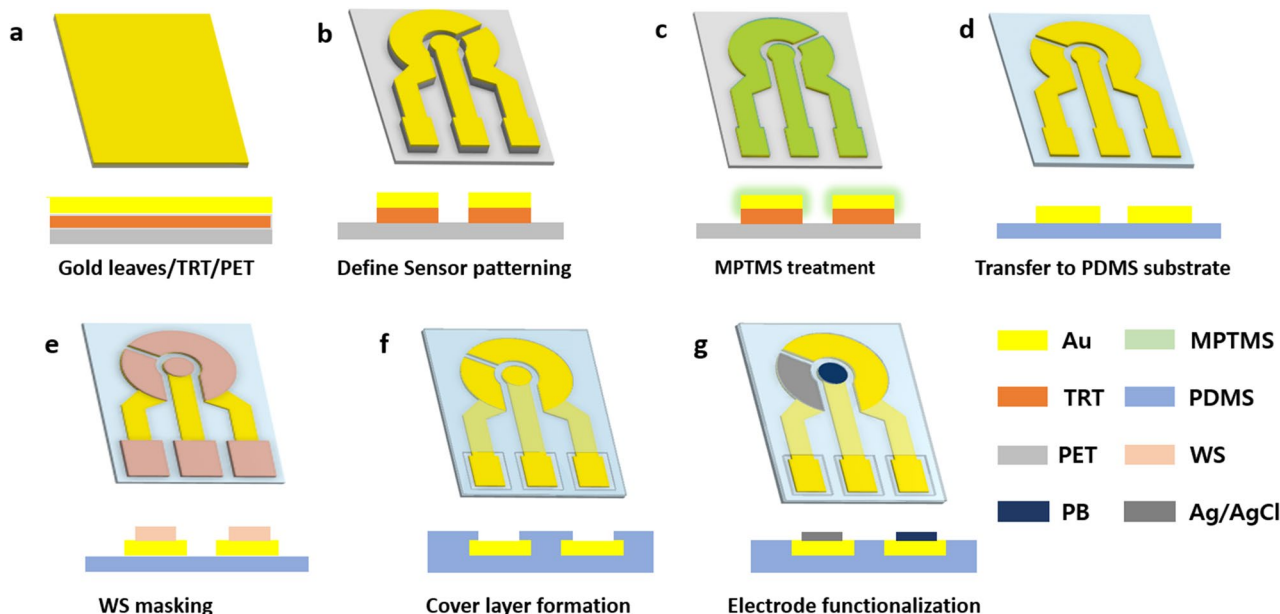 a
b
c
d
Gold leaves/TRT/PET
Define Sensor patterning
MPTMS treatment
Transfer to PDMS substrate
e
f
g
WS masking
Cover layer formation
Electrode functionalization
Au
MPTMS
TRT
PDMS
PET
WS
PB
Ag/AgCl